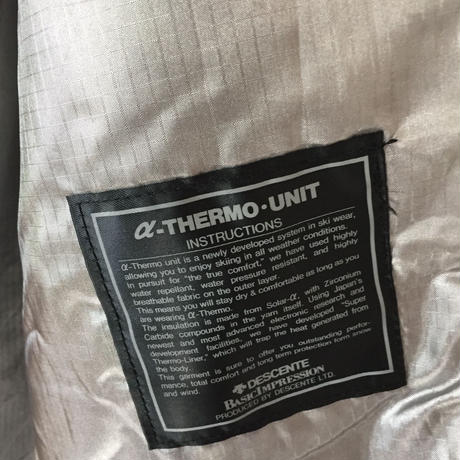 α-THERMO·UNIT
INSTRUCTIONS
α-Thermo unit is a newly developed system in ski wear,
allowing you to enjoy skiing in all weather conditions.
In pursuit for "the true comfort," we have used highly
water repellant, water pressure resistant, and highly
breathable fabric on the outer layer.
This means you will stay dry & comfortable as long as you
are wearing α-Thermo.
The insulation is made from Solar-α, with Zirconium
Carbide compounds in the yarn itself. Using Japan's
newest and most advanced electronic research and
development facilities, we have developed "Super
Thermo-Liner," which will trap the heat generated from
the body.
This garment is sure to offer you outstanding perfor-
mance, total comfort and long term protection form snow
and wind.
DESCENTE
BASIC IMPRESSION
PRODUCED BY DESCENTE LTD.